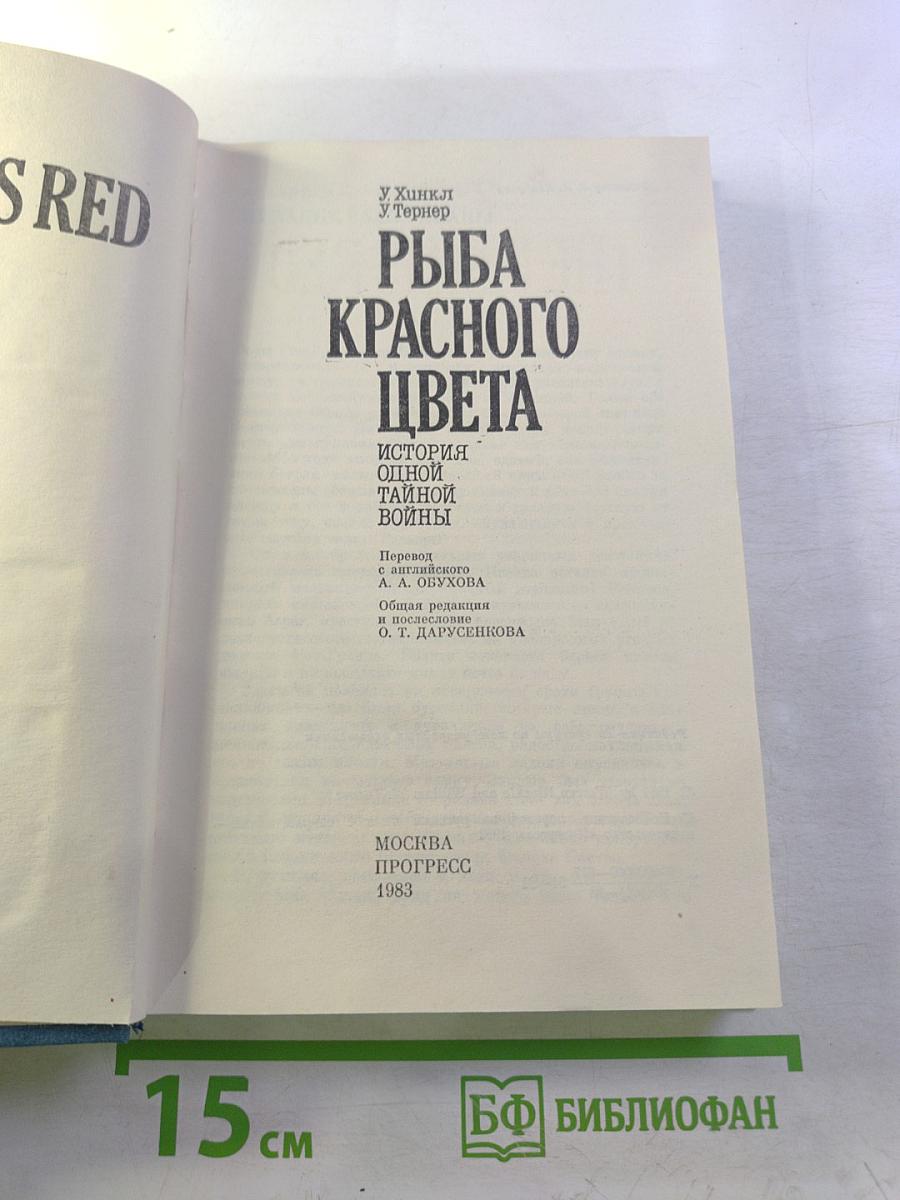 S RED
У. Хинкл
У. Тернер
РЫБА
КРАСНОГО
ЦВЕТА
ИСТОРИЯ
ОДНОЙ
ТАЙНОЙ
ВОЙНЫ
Перевод
с английского
А. А. ОБУХОВА
Общая редакция
и послесловие
О. Т. ДАРУСЕНКОВА
МОСКВА
ПРОГРЕСС
1983
15 см
БФ БИБЛИОФАН